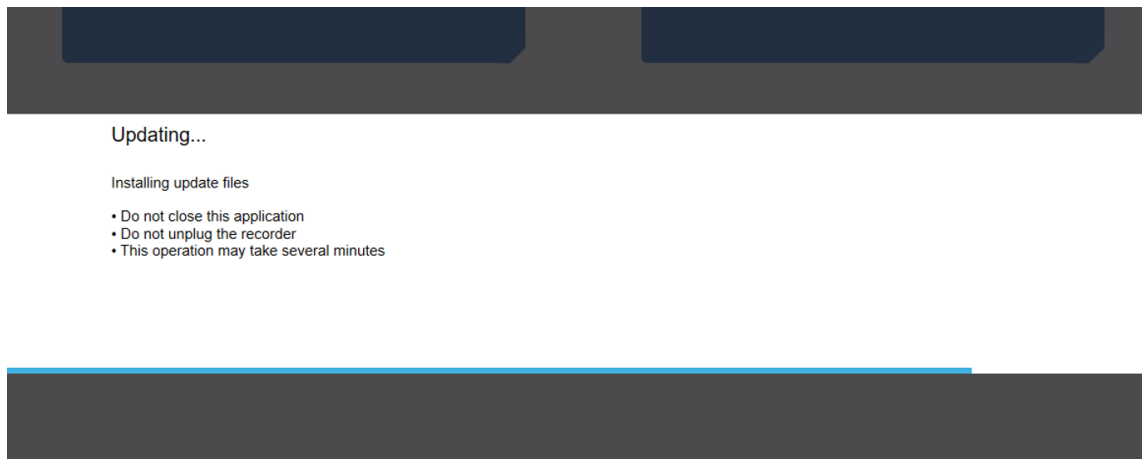 Updating...
Installing update files
• Do not close this application
• Do not unplug the recorder
• This operation may take several minutes